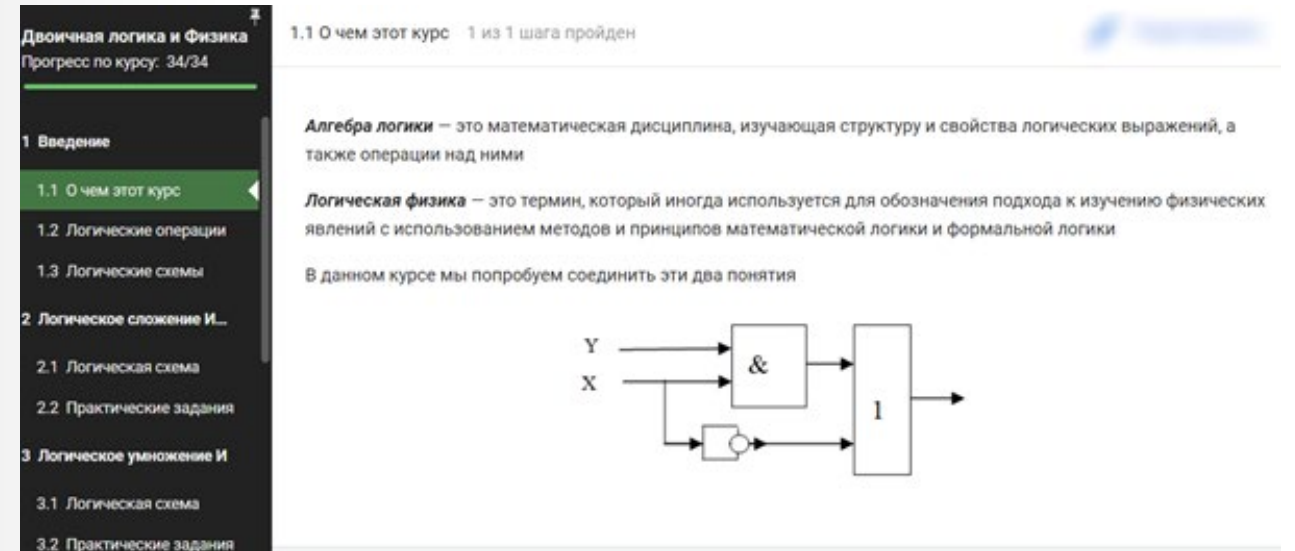 Двоичная логика и Физика
Прогресс по курсу: 34/34
1 Введение
1.1 О чем этот курс
1.2 Логические операции
1.3 Логические схемы
2 Логическое сложение И...
2.1 Логическая схема
2.2 Практические задания
3 Логическое умножение И
3.1 Логическая схема
3.2 Практические задания
1.1 О чем этот курс 1 из 1 шага пройден
Алгебра логики — это математическая дисциплина, изучающая структуру и свойства логических выражений, а
также операции над ними
Логическая физика — это термин, который иногда используется для обозначения подхода к изучению физических
явлений с использованием методов и принципов математической логики и формальной логики
В данном курсе мы попробуем соединить эти два понятия
Y
X
&
1